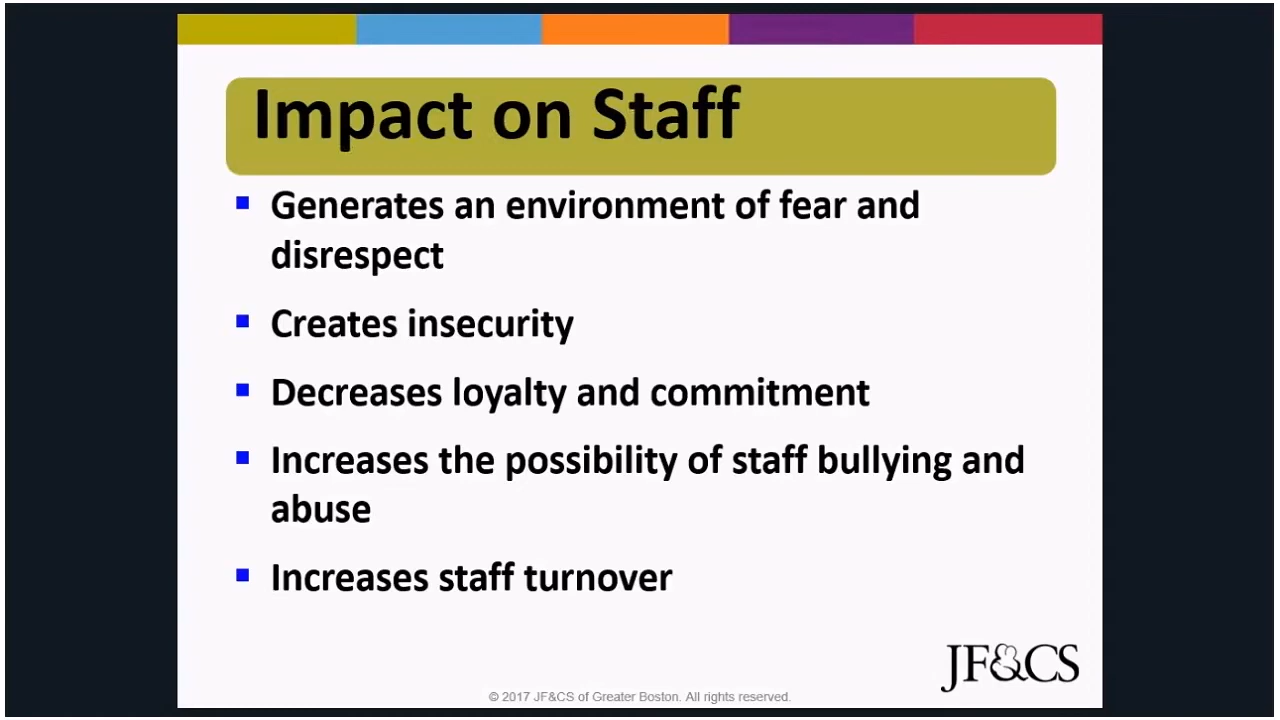 Impact on Staff
Generates an environment of fear and
disrespect
Creates insecurity
Decreases loyalty and commitment
Increases the possibility of staff bullying and
abuse
Increases staff turnover
JF&CS
© 2017 JF&CS of Greater Boston. All rights reserved.